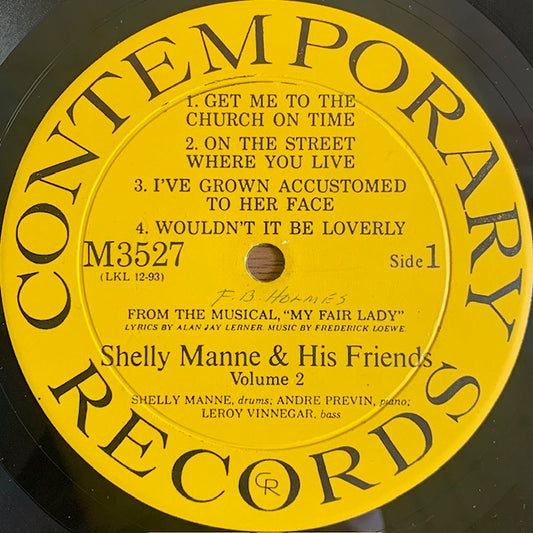 CONTEMPORARY
1. GET ME TO THE
CHURCH ON TIME
2. ON THE STREET
WHERE YOU LIVE
3. I'VE GROWN ACCUSTOMED
TO HER FACE
4. WOULDN'T IT BE LOVERLY
M3527
(LKL 12-93)
Side 1
F. B. HOLMES
FROM THE MUSICAL, "MY FAIR LADY"
LYRICS BY ALAN JAY LERNER. MUSIC BY FREDERICK LOEWE.
Shelly Manne & His Friends
Volume 2
SHELLY MANNE, drums; ANDRE PREVIN, piano;
LEROY VINNEGAR, bass
CR
RECORDS